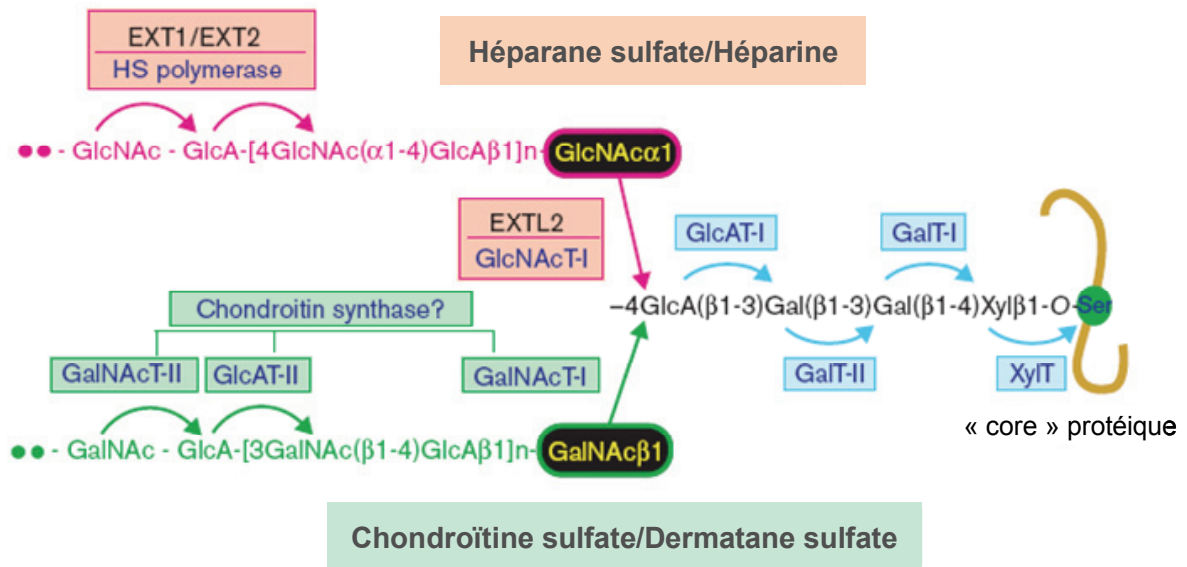 EXT1/EXT2
HS polymerase
Héparane sulfate/Héparine
- GlcNAc - GlcA-[4GlcNAc(α1-4)GlcAβ1]n- GlcNAcα1
EXTL2
GlcNAcT-I
GlcAT-I
GalT-I
–4GlcA(β1-3)Gal(β1-3)Gal(β1-4)Xylβ1-O-Ser
Chondroitin synthase?
GalNAcT-II
GlcAT-II
GalNAcT-I
GalT-II
XylT
« core » protéique
- GalNAc - GlcA-[3GalNAc(β1-4)GlcAβ1]n- GalNAcβ1
Chondroïtine sulfate/Dermatane sulfate